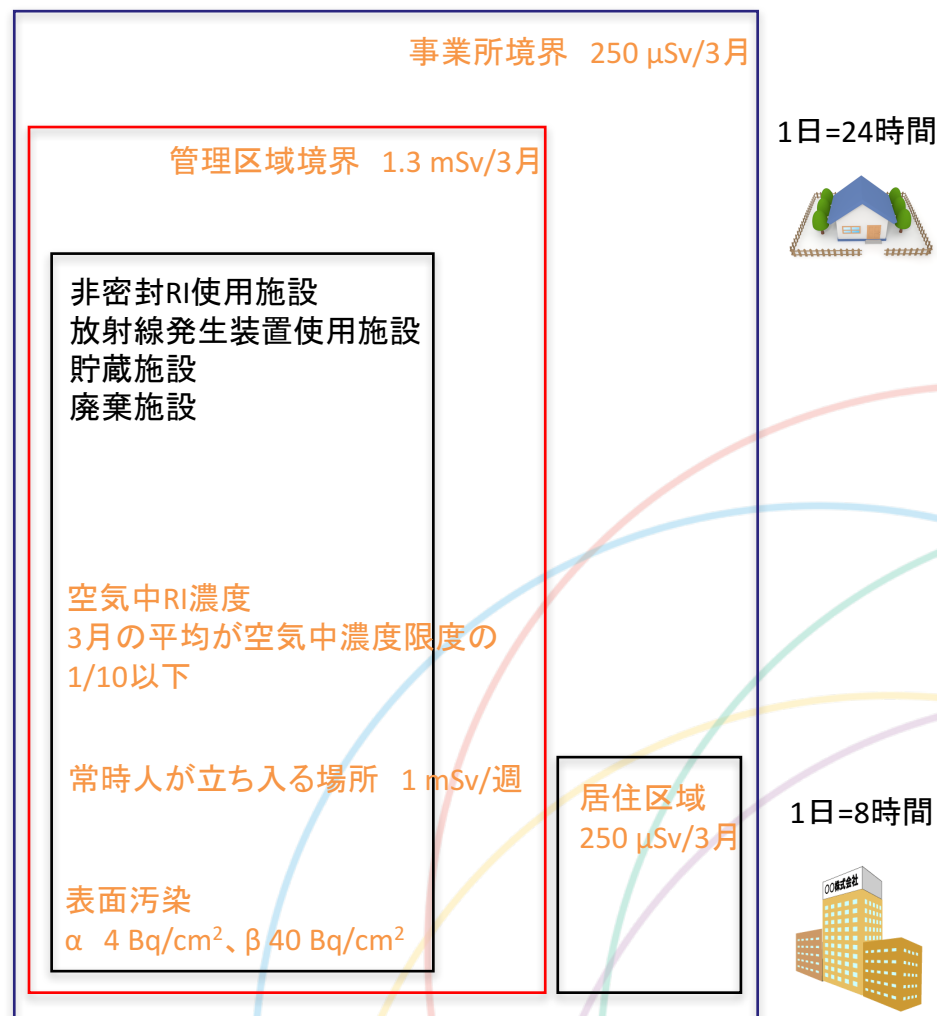 事業所境界 250 μSv/3月
1日=24時間
管理区域境界 1.3 mSv/3月
非密封RI使用施設
放射線発生装置使用施設
貯蔵施設
廃棄施設
空気中RI濃度
3月の平均が空気中濃度限度の
1/10以下
常時人が立ち入る場所 1 mSv/週
居住区域
250 μSv/3月
1日=8時間
〇〇株式会社
表面汚染
α 4 Bq/cm²、β 40 Bq/cm²